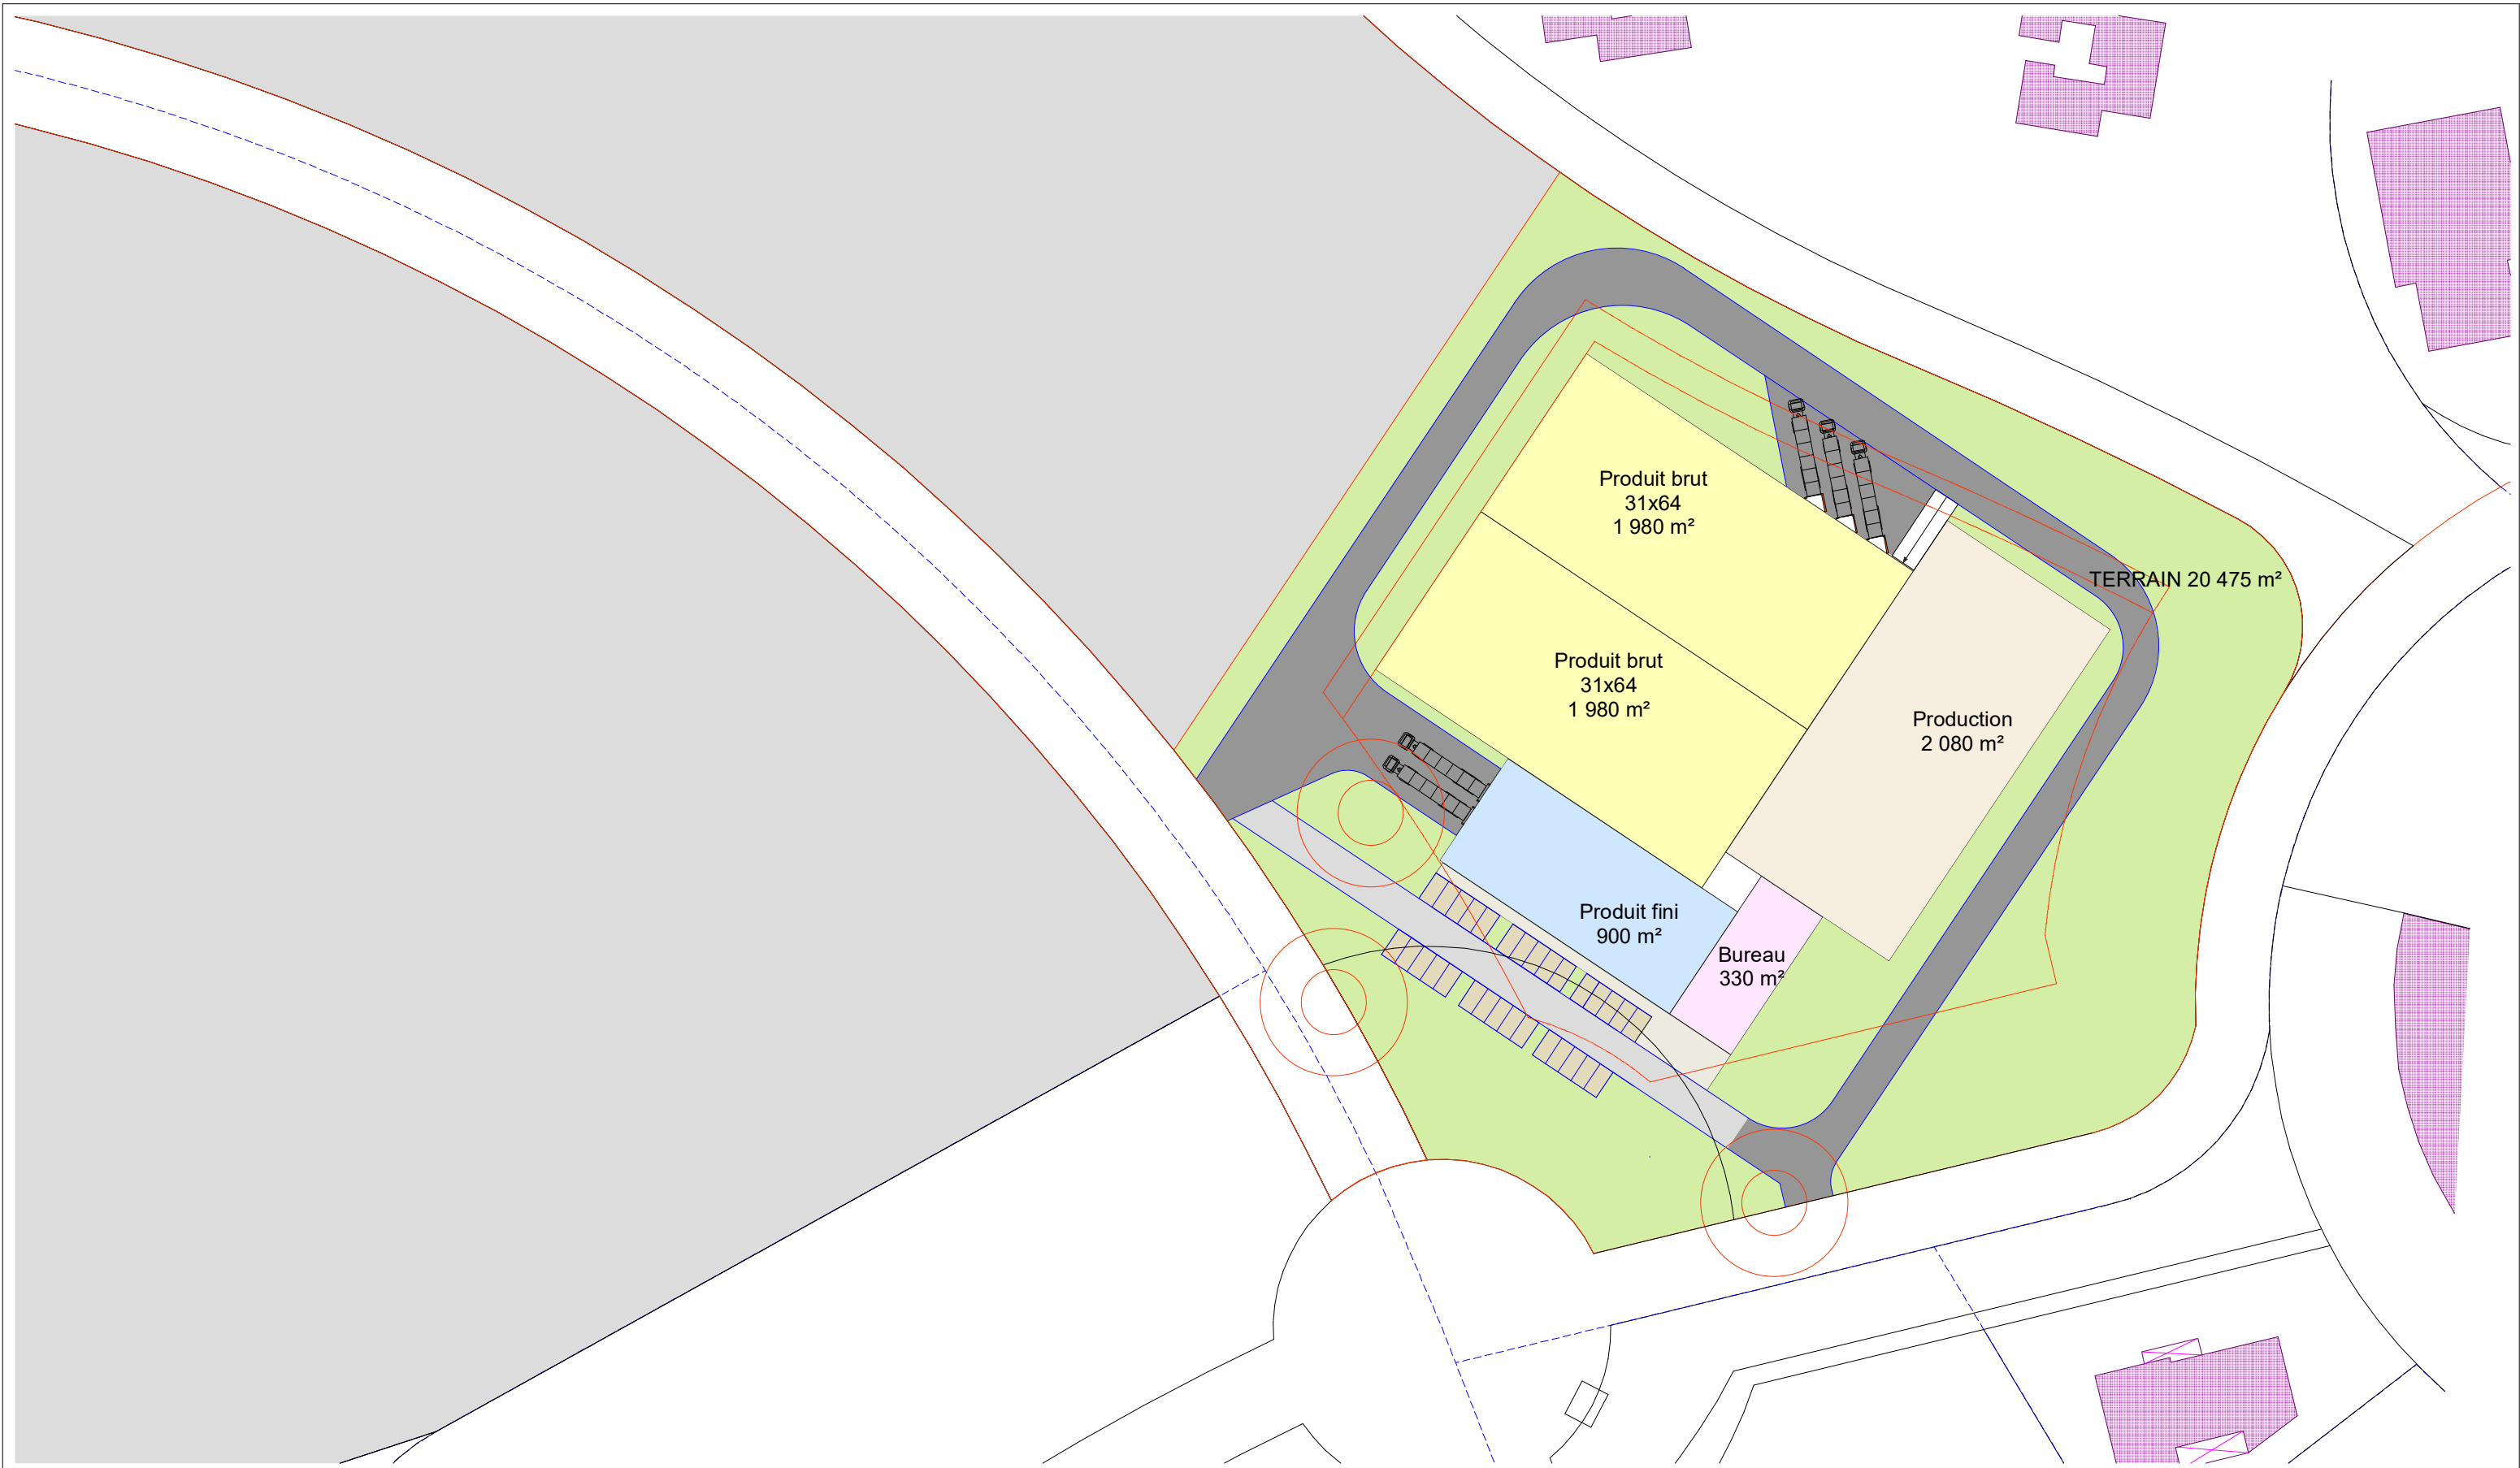 Produit brut
31x64
1 980 m²
TERRAIN 20 475 m²
Produit brut
31x64
1 980 m²
Production
2 080 m²
Produit fini
900 m²
Bureau
330 m²